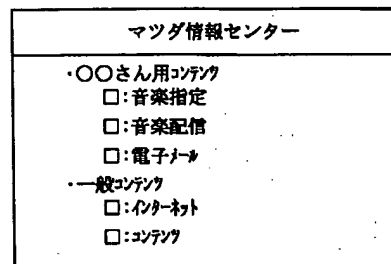 マツダ情報センター
・○○さん用ｺﾝﾃﾝﾂ
□:音楽指定
□:音楽配信
□:電子ﾒｰﾙ
・一般ｺﾝﾃﾝﾂ
□:ｲﾝﾀｰﾈｯﾄ
□:ｺﾝﾃﾝﾂ